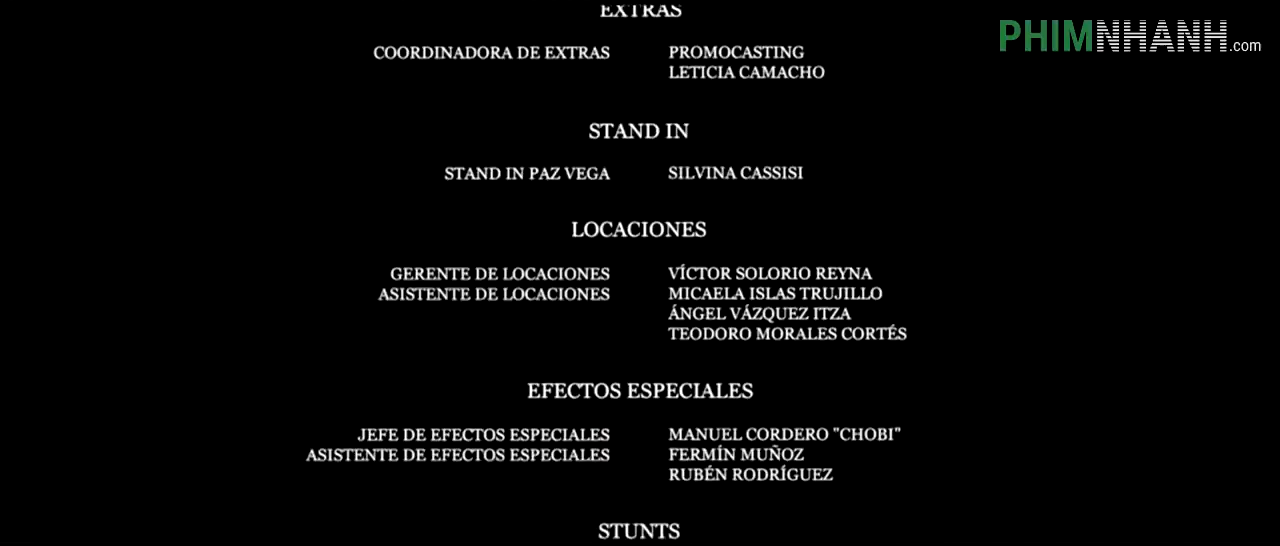 EXTRAS
PHIMNHANH.com
COORDINADORA DE EXTRAS PROMOCASTING
LETICIA CAMACHO
STAND IN
STAND IN PAZ VEGA SILVINA CASSISI
LOCACIONES
GERENTE DE LOCACIONES VÍCTOR SOLORIO REYNA
ASISTENTE DE LOCACIONES MICAELA ISLAS TRUJILLO
ÁNGEL VÁZQUEZ ITZA
TEODORO MORALES CORTÉS
EFECTOS ESPECIALES
JEFE DE EFECTOS ESPECIALES MANUEL CORDERO "CHOBI"
ASISTENTE DE EFECTOS ESPECIALES FERMÍN MUÑOZ
RUBÉN RODRÍGUEZ
STUNTS